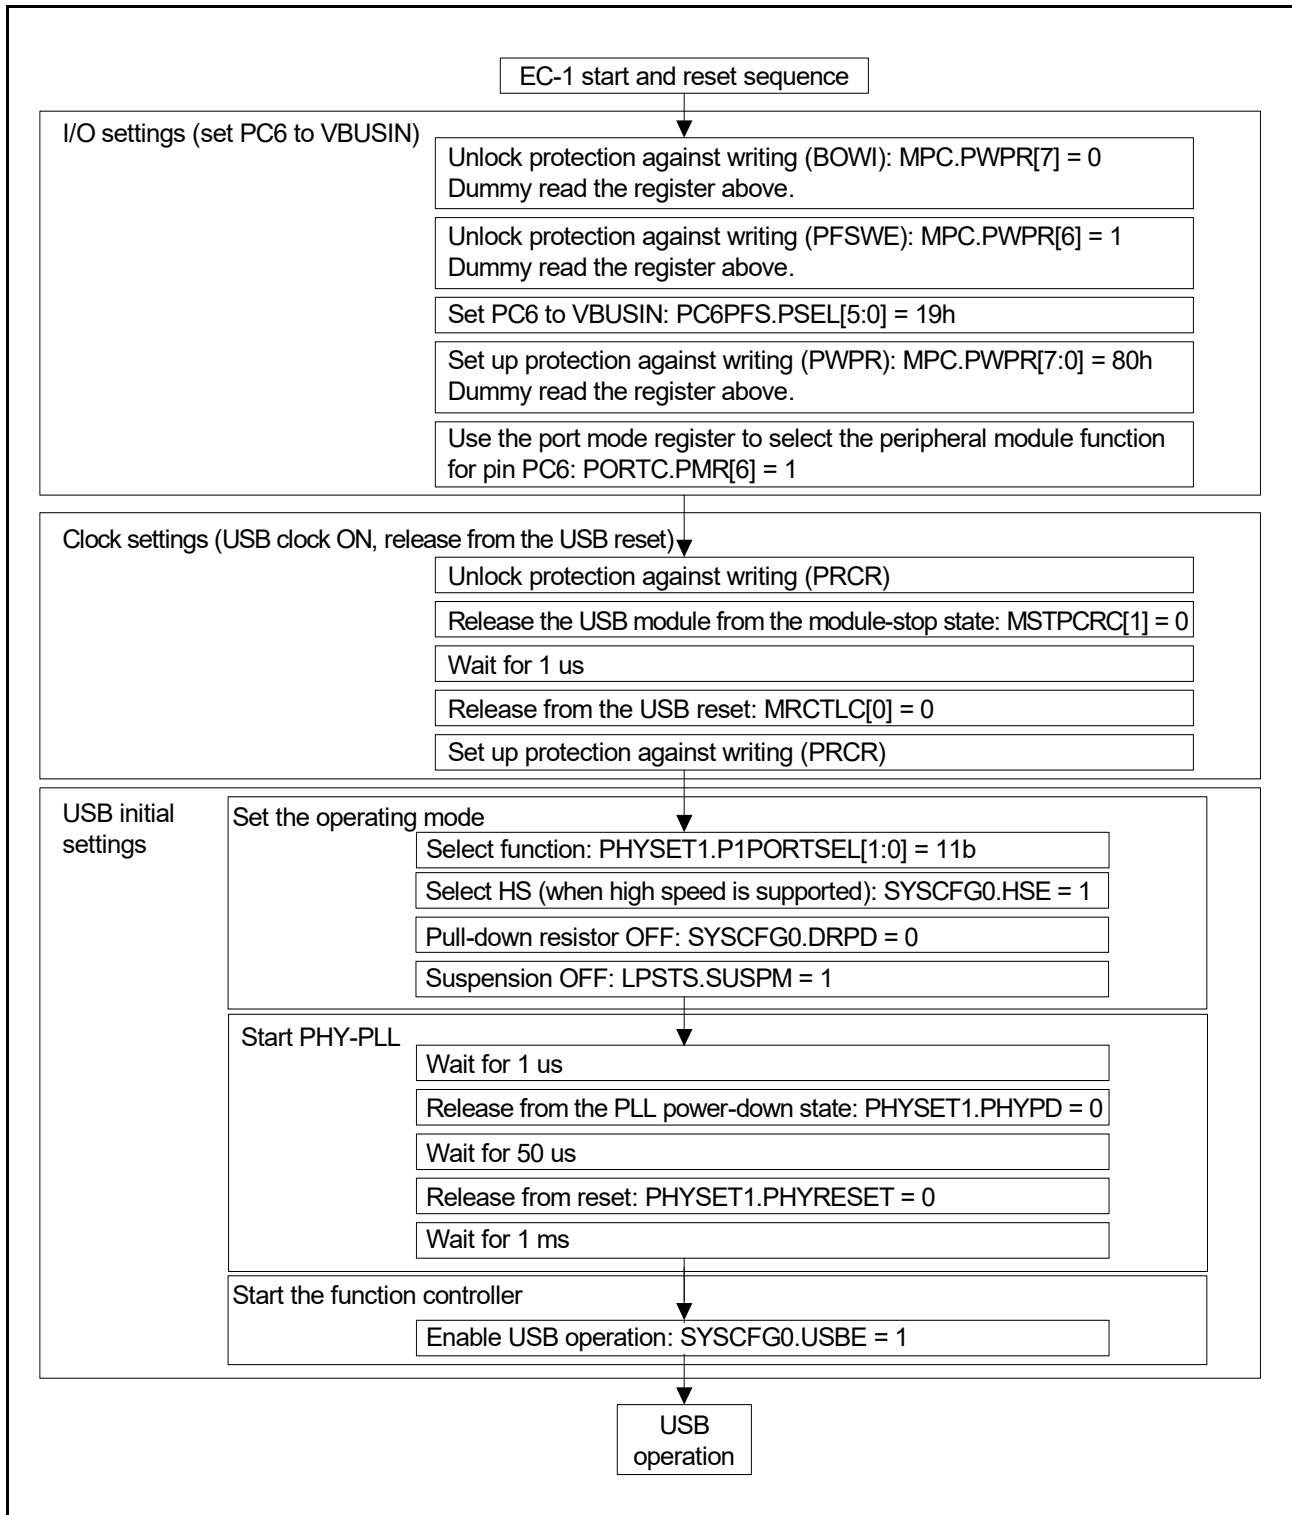 EC-1 start and reset sequence
I/O settings (set PC6 to VBUSIN)
Unlock protection against writing (BOWI): MPC.PWPR[7] = 0
Dummy read the register above.
Unlock protection against writing (PFSWE): MPC.PWPR[6] = 1
Dummy read the register above.
Set PC6 to VBUSIN: PC6PFS.PSEL[5:0] = 19h
Set up protection against writing (PWPR): MPC.PWPR[7:0] = 80h
Dummy read the register above.
Use the port mode register to select the peripheral module function
for pin PC6: PORTC.PMR[6] = 1
Clock settings (USB clock ON, release from the USB reset)
Unlock protection against writing (PRCR)
Release the USB module from the module-stop state: MSTPCRC[1] = 0
Wait for 1 us
Release from the USB reset: MRCTLC[0] = 0
Set up protection against writing (PRCR)
USB initial
settings
Set the operating mode
Select function: PHYSET1.P1PORTSEL[1:0] = 11b
Select HS (when high speed is supported): SYSCFG0.HSE = 1
Pull-down resistor OFF: SYSCFG0.DRPD = 0
Suspension OFF: LPSTS.SUSPM = 1
Start PHY-PLL
Wait for 1 us
Release from the PLL power-down state: PHYSET1.PHYPD = 0
Wait for 50 us
Release from reset: PHYSET1.PHYRESET = 0
Wait for 1 ms
Start the function controller
Enable USB operation: SYSCFG0.USBE = 1
USB
operation